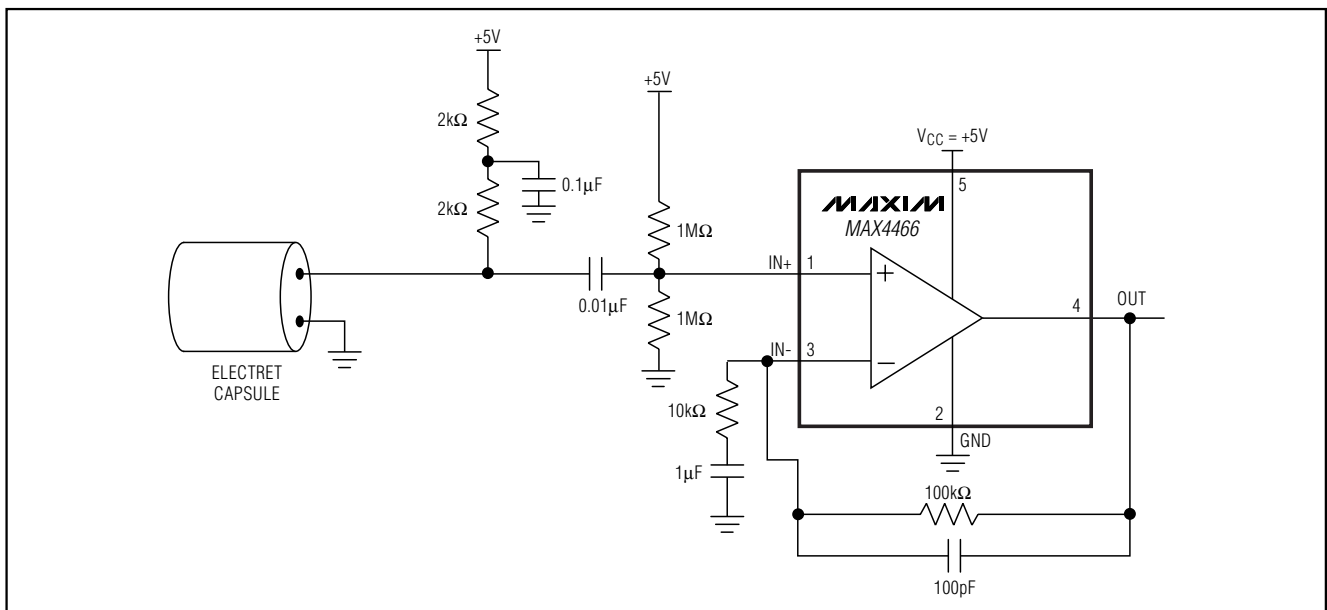 +5V
+5V
2kΩ
VCC = +5V
5
0.1µF
MAXIM
MAX4466
2kΩ
1MΩ
IN+
1
0.01µF
OUT
4
1MΩ
IN-
3
ELECTRET
CAPSULE
10kΩ
2
GND
1µF
100kΩ
100pF